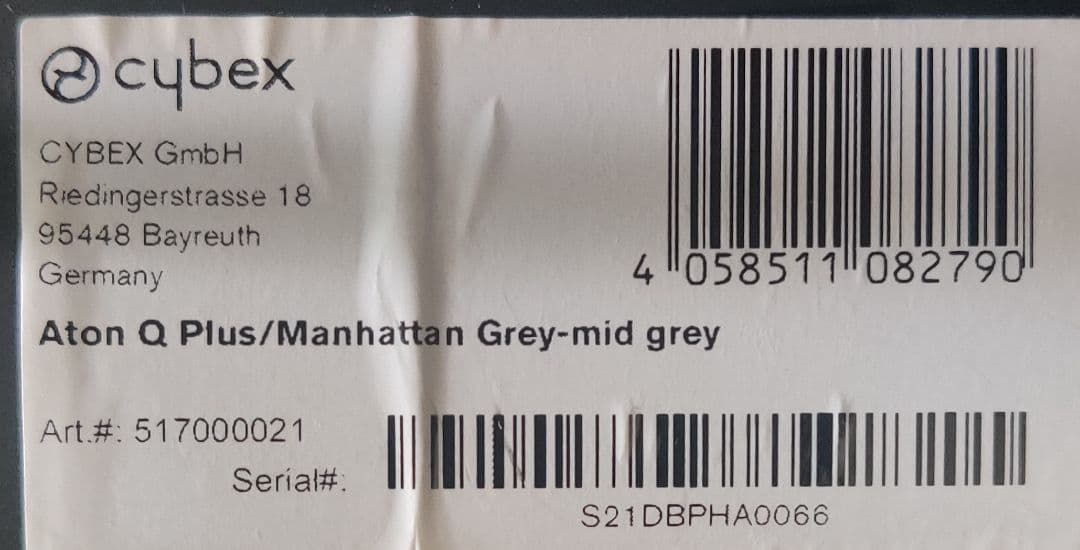 cybex
CYBEX GmbH
Riedingerstrasse 18
95448 Bayreuth
Germany
4 058511 082790
Aton Q Plus/Manhattan Grey-mid grey
Art.#: 517000021
Serial#:
S21DBPHA0066